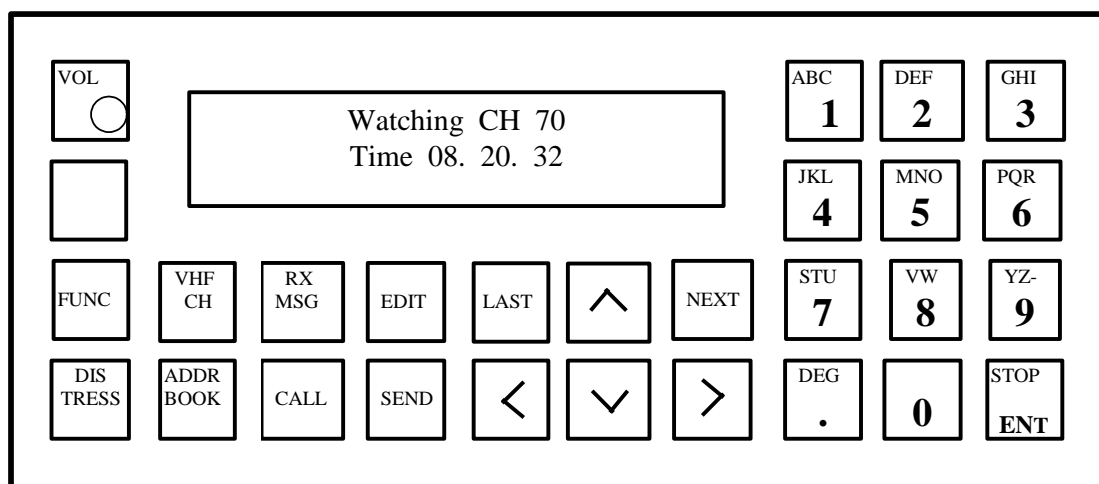 VOL
Watching CH 70
Time 08. 20. 32
ABC
1
DEF
2
GHI
3
JKL
4
MNO
5
PQR
6
FUNC
VHF
CH
RX
MSG
EDIT
LAST
NEXT
STU
7
VW
8
YZ-
9
DIS
TRESS
ADDR
BOOK
CALL
SEND
DEG
.
0
STOP
ENT